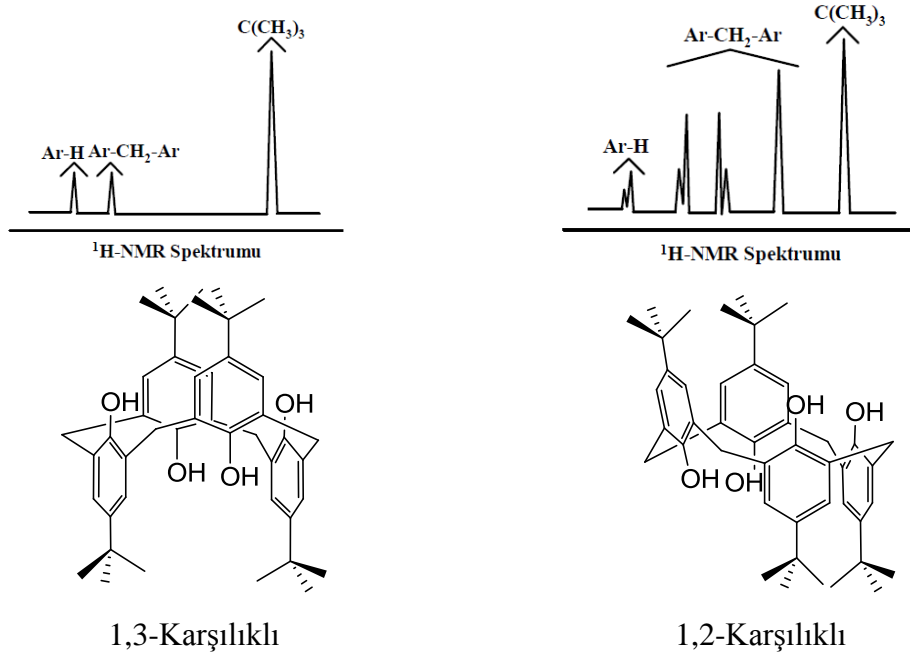 C(CH₃)₃
Ar-H Ar-CH₂-Ar
¹H-NMR Spektrumu
OH
OH
OH
OH
1,3-Karşılıklı
C(CH₃)₃
Ar-CH₂-Ar
Ar-H
¹H-NMR Spektrumu
OH
OH
OH
OH
1,2-Karşılıklı